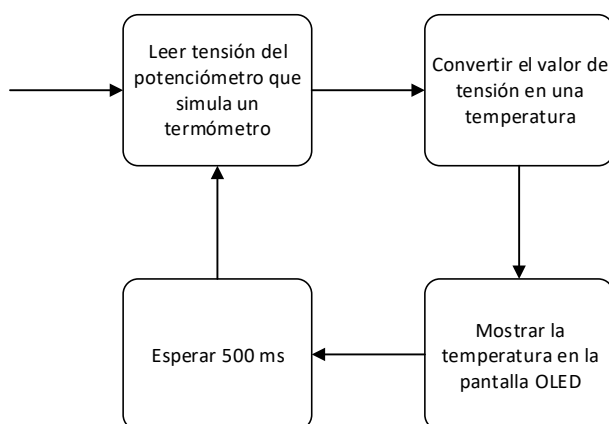 Leer tensión del
potenciómetro que
simula un
termómetro
Convertir el valor de
tensión en una
temperatura
Mostrar la
temperatura en la
pantalla OLED
Esperar 500 ms